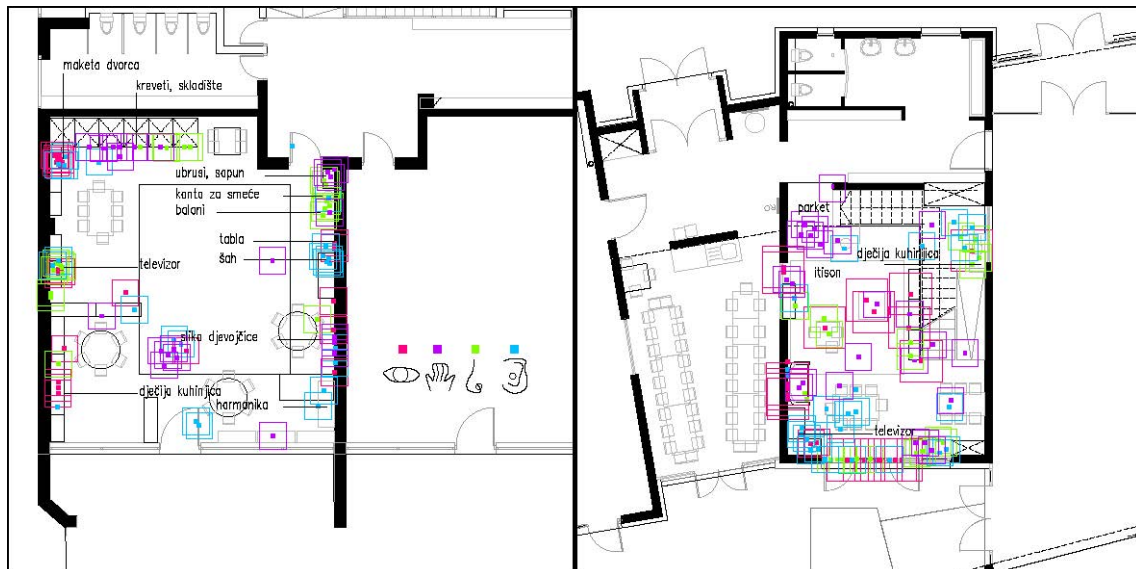 maketa dvorca
kreveti, skladište
ubrusi, sapun
kanta za smeće
baloni
tabla
šah
televizor
slika djevojčice
dječija kuhinjica
harmonika
parket
dječija kuhinjica
itison
televizor